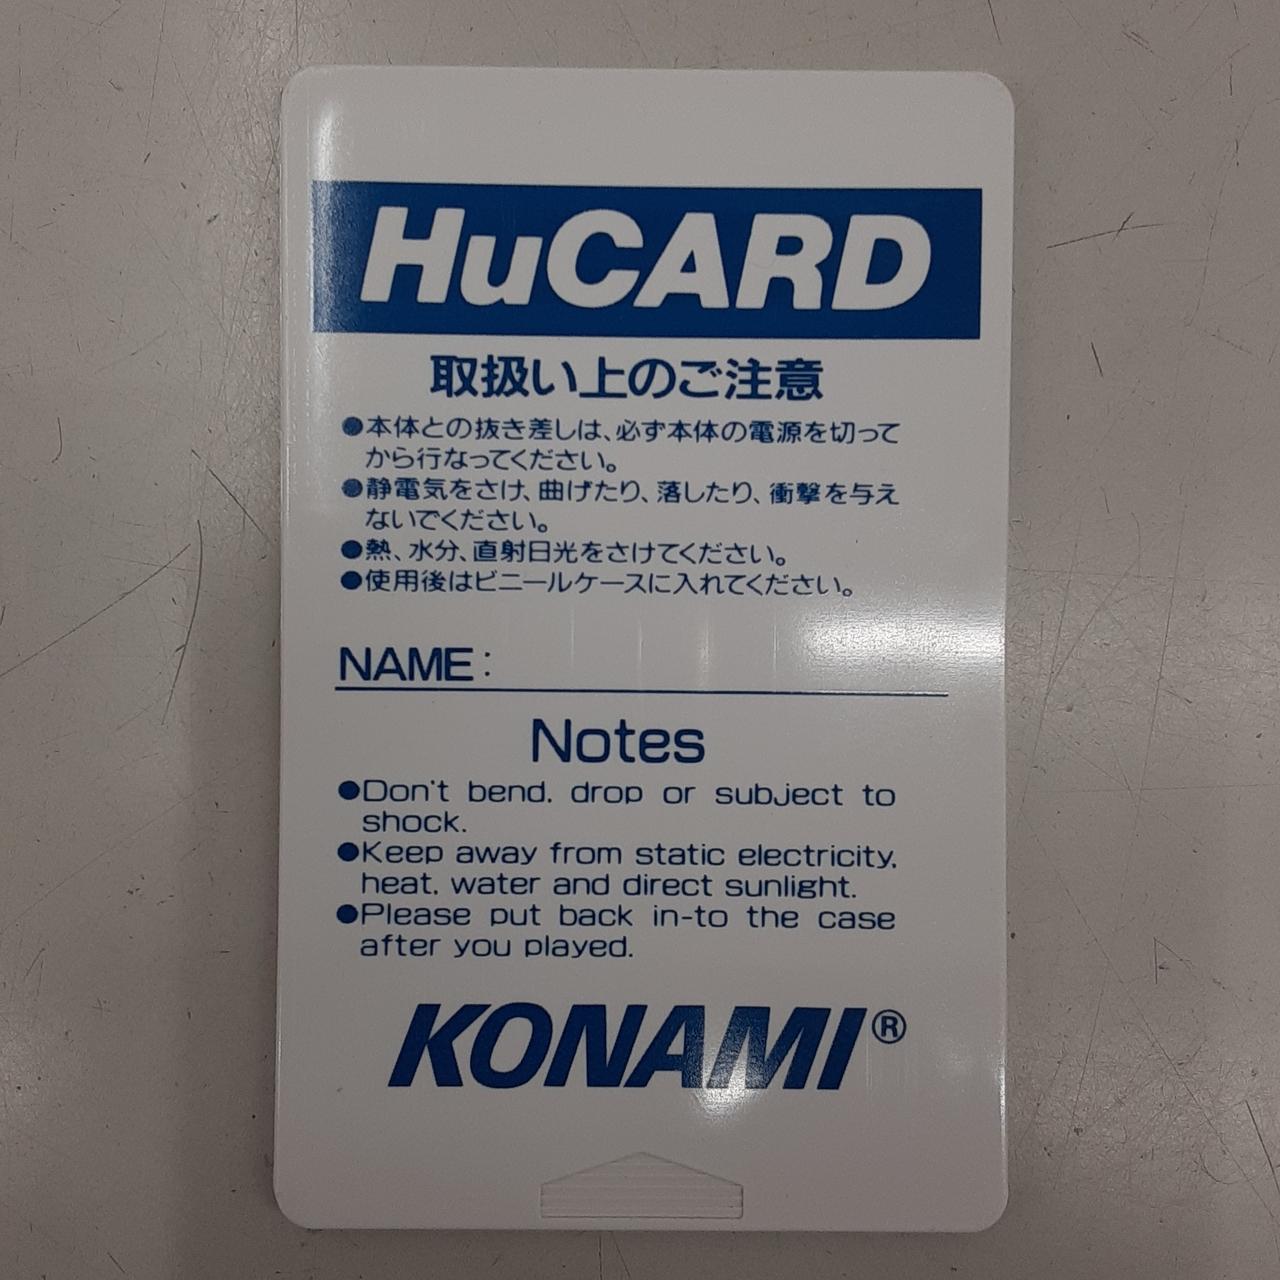 HuCARD
取扱い上のご注意
●本体との抜き差しは、必ず本体の電源を切って
から行なってください。
●静電気をさけ、曲げたり、落したり、衝撃を与え
ないでください。
●熱、水分、直射日光をさけてください。
●使用後はビニールケースに入れてください。
NAME:
Notes
●Don't bend, drop or subject to
shock.
●Keep away from static electricity,
heat, water and direct sunlight.
●Please put back in-to the case
after you played.
KONAMI®